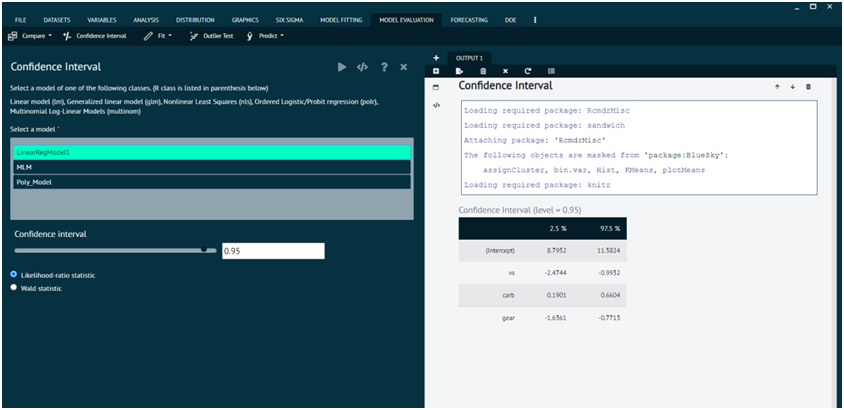 FILE DATASETS VARIABLES ANALYSIS DISTRIBUTION GRAPHICS SIX SIGMA MODEL FITTING MODEL EVALUATION FORECASTING DOE
Compare Confidence Interval Fit Outlier Test Predict
Confidence Interval
Select a model of one of the following classes. (R class is listed in parenthesis below)
Linear model (lm), Generalized linear model (glm), Nonlinear Least Squares (nls), Ordered Logistic/Probit regression (polr),
Multinomial Log-Linear Models (multinom)
Select a model *
LinearRegModel1
MLM
Poly_Model
Confidence interval
0.95
Likelihood-ratio statistic
Wald statistic
OUTPUT 1
Confidence Interval
Loading required package: RcmdrMisc
Loading required package: sandwich
Attaching package: 'RcmdrMisc'
The following objects are masked from 'package:BlueSky':
assignCluster, bin.var, Hist, KMeans, plotMeans
Loading required package: knitr
Confidence Interval (level = 0.95)
2.5 % 97.5 %
(Intercept) 8.7952 11.5824
vs -2.4744 -0.9932
carb 0.1901 0.6604
gear -1.6361 -0.7713